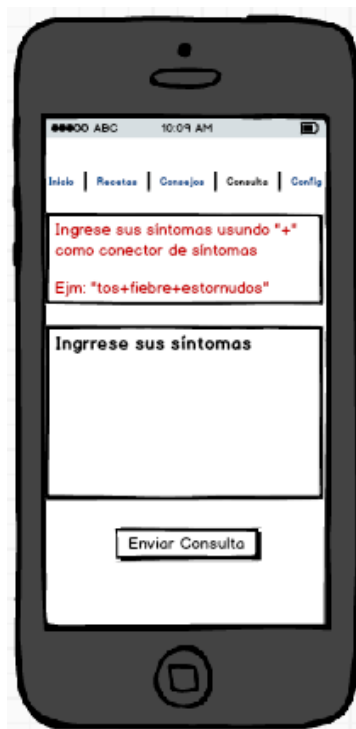 ABC 10:09 AM
Inicio Recetas Consejos Consulta Config
Ingrese sus síntomas usundo "+"
como conector de síntomas
Ejm: "tos+fiebre+estornudos"
Ingrrese sus síntomas
Enviar Consulta